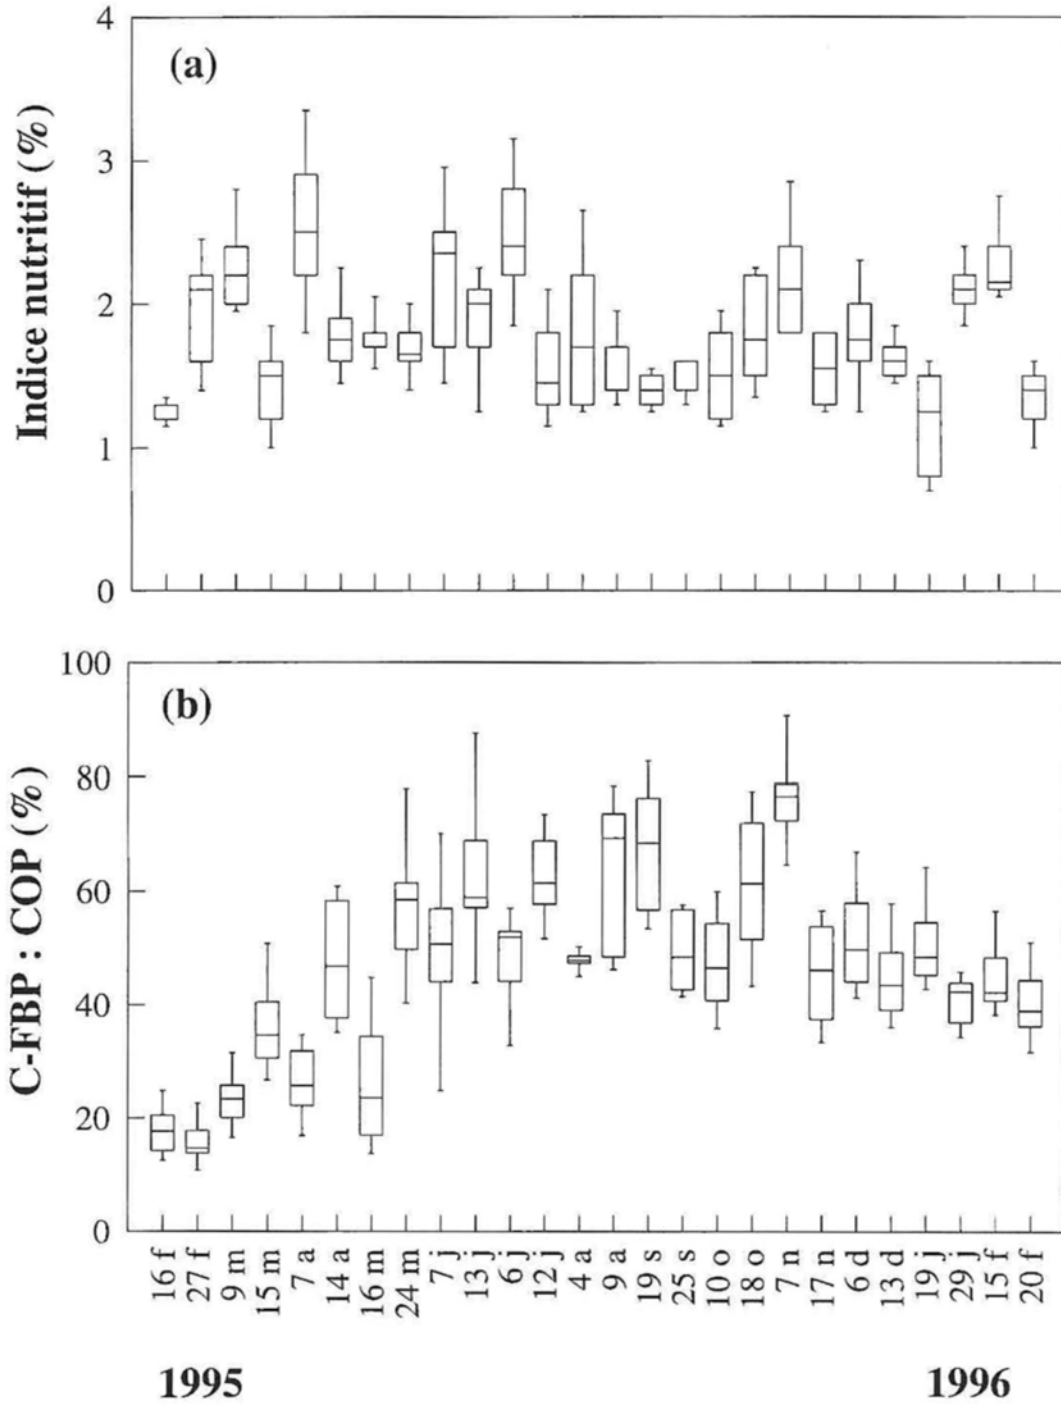 4
(a)
3
2
1
0
Indice nutritif (%)
100
(b)
80
60
40
20
0
C-FBP : COP (%)
16 f
27 f
9 m
15 m
7 a
14 a
16 m
24 m
7 j
13 j
6 j
12 j
4 a
9 a
19 s
25 s
10 o
18 o
7 n
17 n
6 d
13 d
19 j
29 j
15 f
20 f
1995
1996